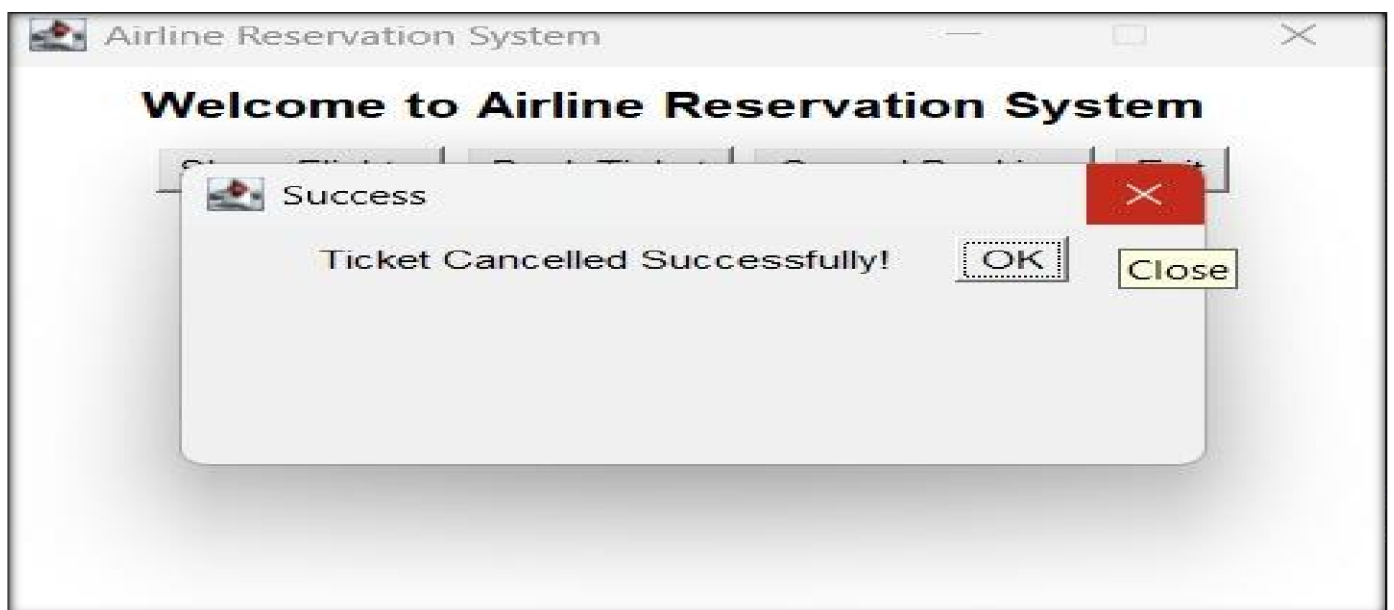 Airline Reservation System
Welcome to Airline Reservation System
Success
Ticket Cancelled Successfully! OK
Close